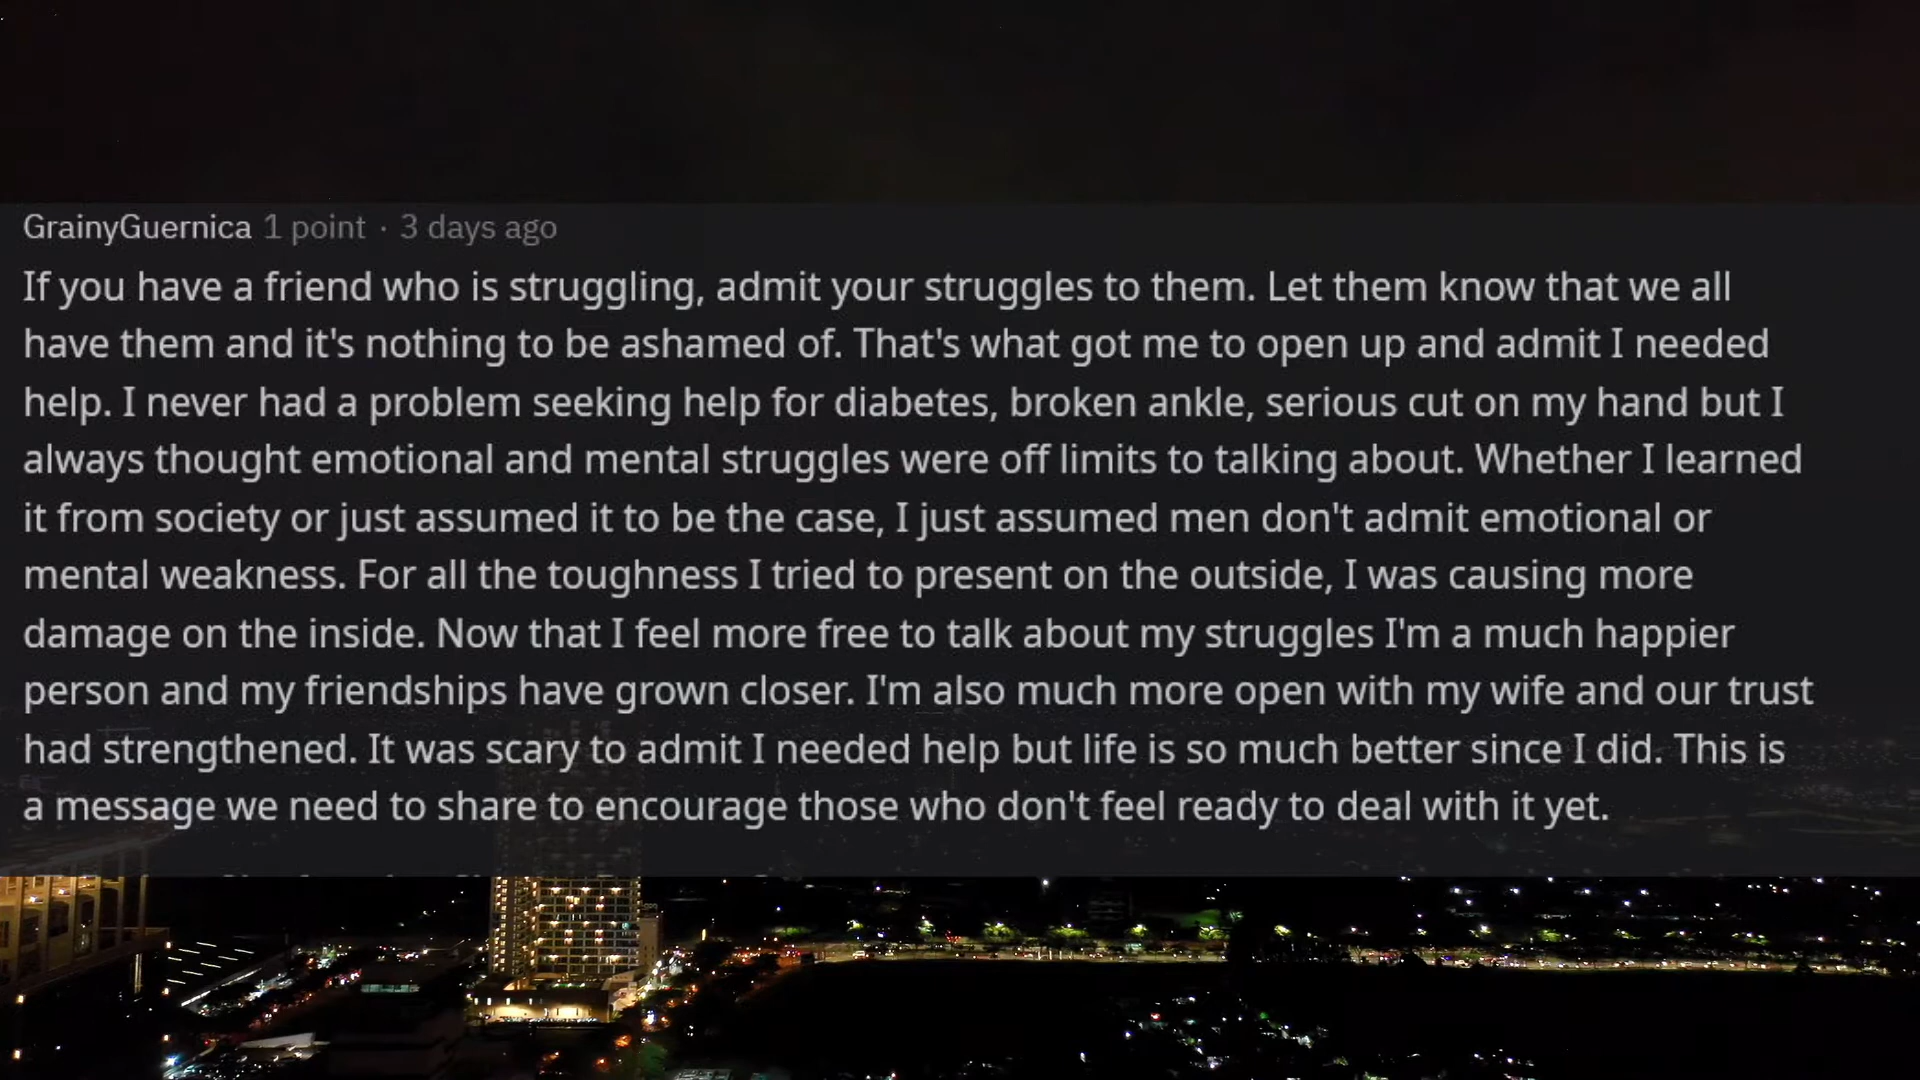 GrainyGuernica 1 point · 3 days ago
If you have a friend who is struggling, admit your struggles to them. Let them know that we all
have them and it's nothing to be ashamed of. That's what got me to open up and admit I needed
help. I never had a problem seeking help for diabetes, broken ankle, serious cut on my hand but I
always thought emotional and mental struggles were off limits to talking about. Whether I learned
it from society or just assumed it to be the case, I just assumed men don't admit emotional or
mental weakness. For all the toughness I tried to present on the outside, I was causing more
damage on the inside. Now that I feel more free to talk about my struggles I'm a much happier
person and my friendships have grown closer. I'm also much more open with my wife and our trust
had strengthened. It was scary to admit I needed help but life is so much better since I did. This is
a message we need to share to encourage those who don't feel ready to deal with it yet.